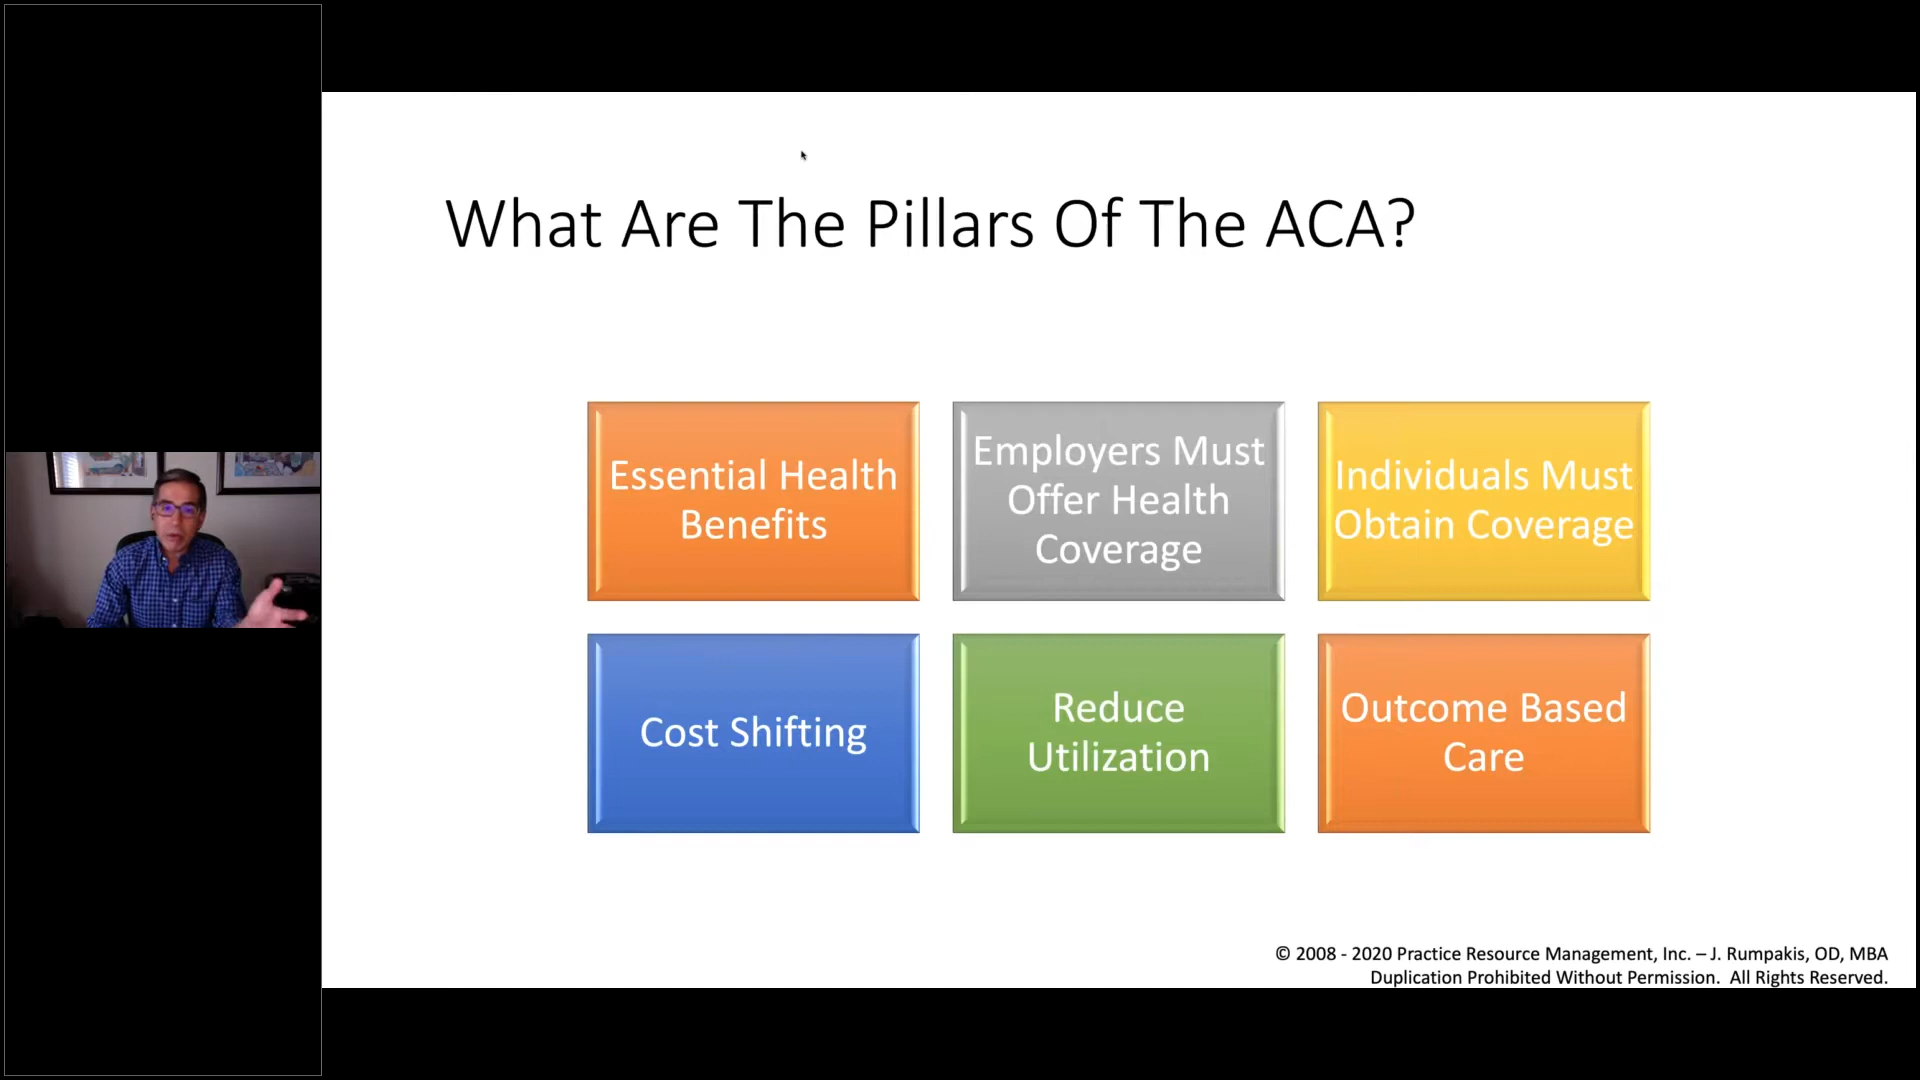 What Are The Pillars Of The ACA?
Essential Health
Benefits
Employers Must
Offer Health
Coverage
Individuals Must
Obtain Coverage
Cost Shifting
Reduce
Utilization
Outcome Based
Care
© 2008 - 2020 Practice Resource Management, Inc. – J. Rumpakis, OD, MBA
Duplication Prohibited Without Permission.  All Rights Reserved.